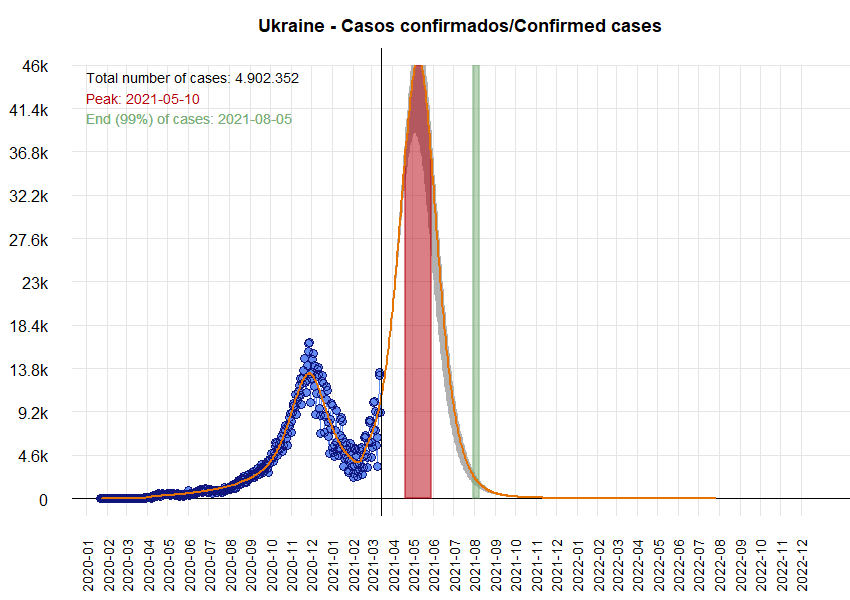 Ukraine - Casos confirmados/Confirmed cases
Total number of cases: 4.902.352
Peak: 2021-05-10
End (99%) of cases: 2021-08-05
46k
41.4k
36.8k
32.2k
27.6k
23k
18.4k
13.8k
9.2k
4.6k
0
2020-01
2020-02
2020-03
2020-04
2020-05
2020-06
2020-07
2020-08
2020-09
2020-10
2020-11
2020-12
2021-01
2021-02
2021-03
2021-04
2021-05
2021-06
2021-07
2021-08
2021-09
2021-10
2021-11
2021-12
2022-01
2022-02
2022-03
2022-04
2022-05
2022-06
2022-07
2022-08
2022-09
2022-10
2022-11
2022-12